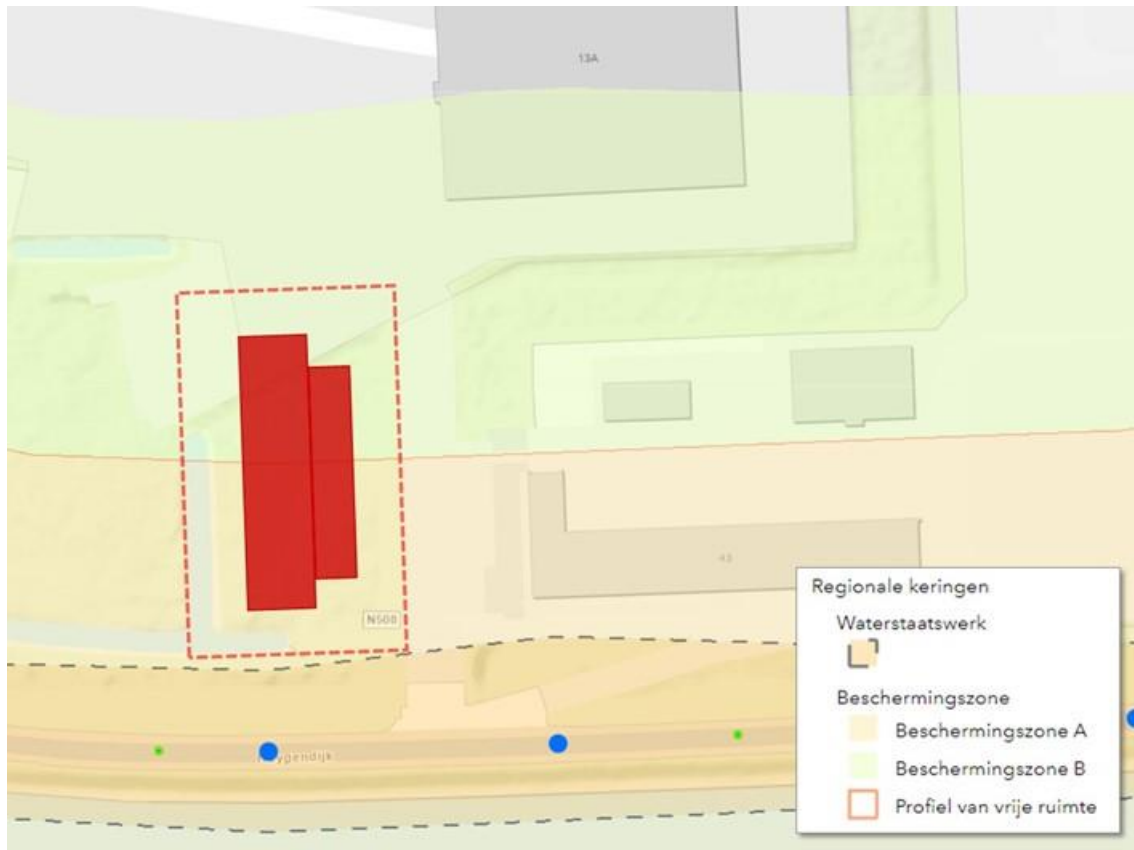 13A
N508
43
Regionale keringen
Waterstaatswerk
Beschermingszone
Beschermingszone A
Beschermingszone B
Profiel van vrije ruimte